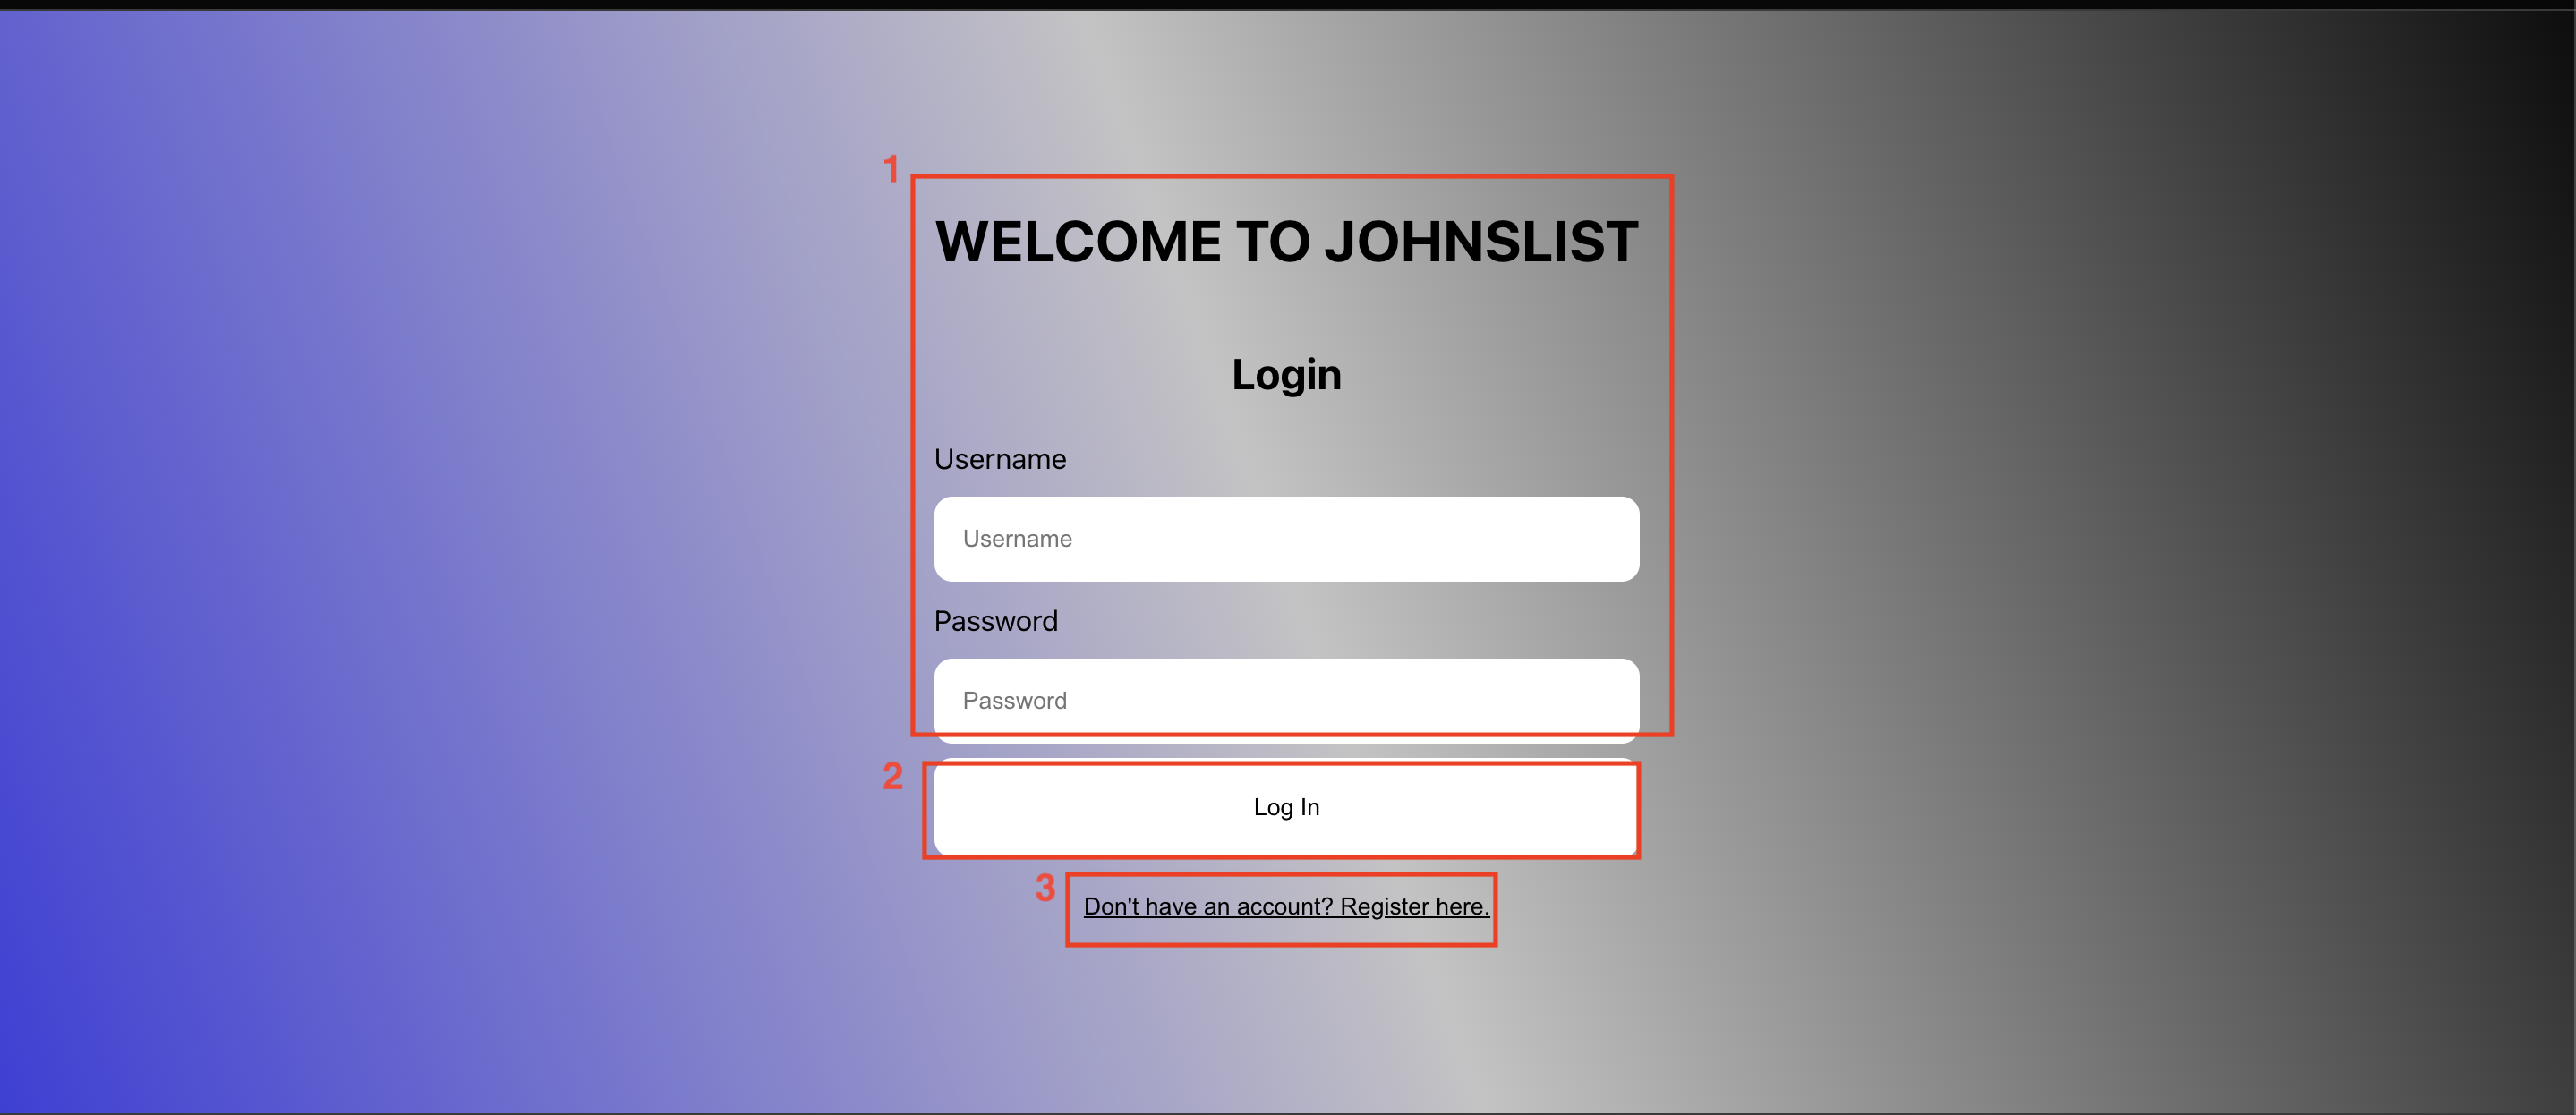 1
WELCOME TO JOHNSLIST
Login
Username
Username
Password
Password
2
Log In
3
Don't have an account? Register here.